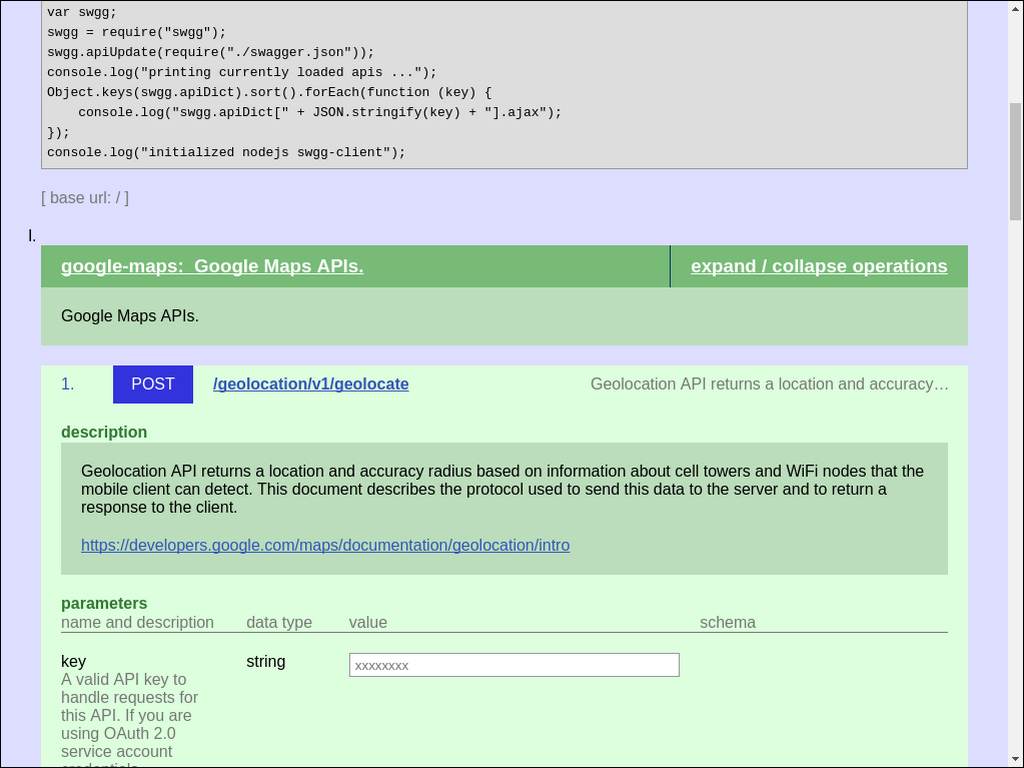 var swgg;
swgg = require("swgg");
swgg.apiUpdate(require("./swagger.json"));
console.log("printing currently loaded apis ...");
Object.keys(swgg.apiDict).sort().forEach(function (key) {
    console.log("swgg.apiDict[" + JSON.stringify(key) + "].ajax");
});
console.log("initialized nodejs swgg-client");
[ base url: / ]
I.
google-maps:  Google Maps APIs. expand / collapse operations
Google Maps APIs.
1. POST /geolocation/v1/geolocate Geolocation API returns a location and accuracy…
description
Geolocation API returns a location and accuracy radius based on information about cell towers and WiFi nodes that the
mobile client can detect. This document describes the protocol used to send this data to the server and to return a
response to the client.
https://developers.google.com/maps/documentation/geolocation/intro
parameters
name and description data type value schema
key string xxxxxxxx
A valid API key to
handle requests for
this API. If you are
using OAuth 2.0
service account